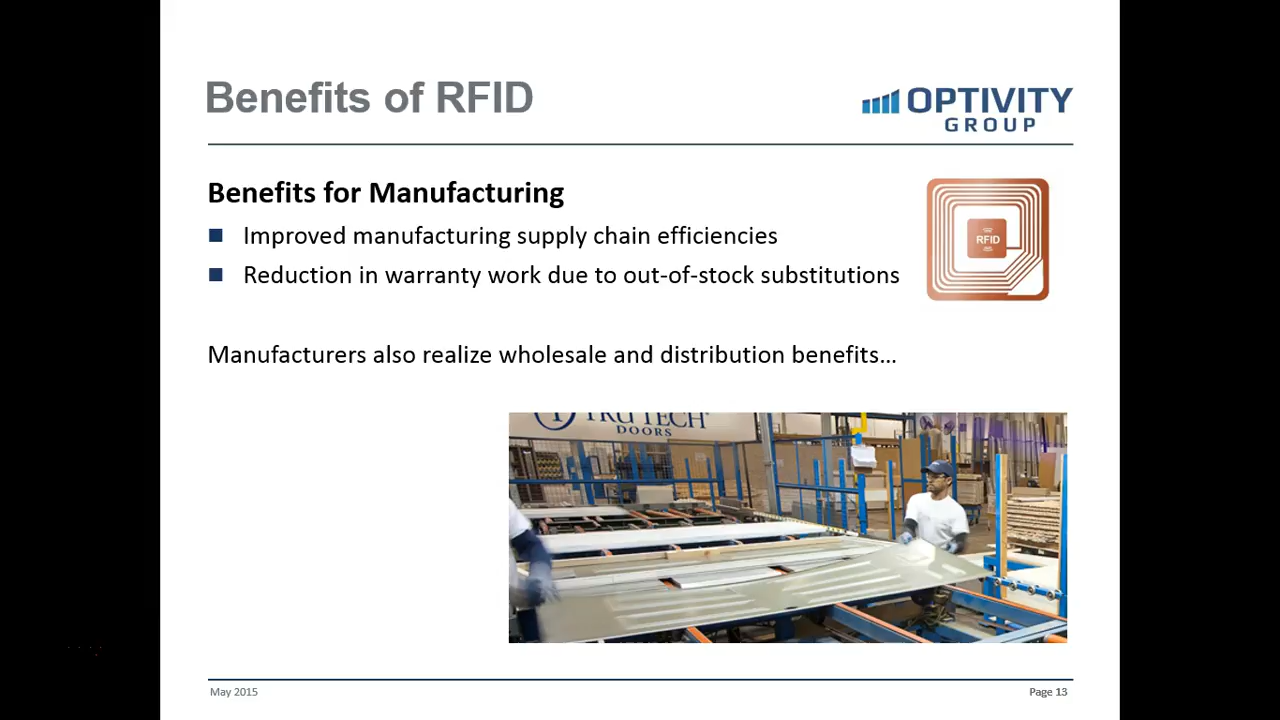 Benefits of RFID
OPTIVITY
GROUP
Benefits for Manufacturing
Improved manufacturing supply chain efficiencies
Reduction in warranty work due to out-of-stock substitutions
RFID
Manufacturers also realize wholesale and distribution benefits…
TRUTECH
DOORS
May 2015
Page 13